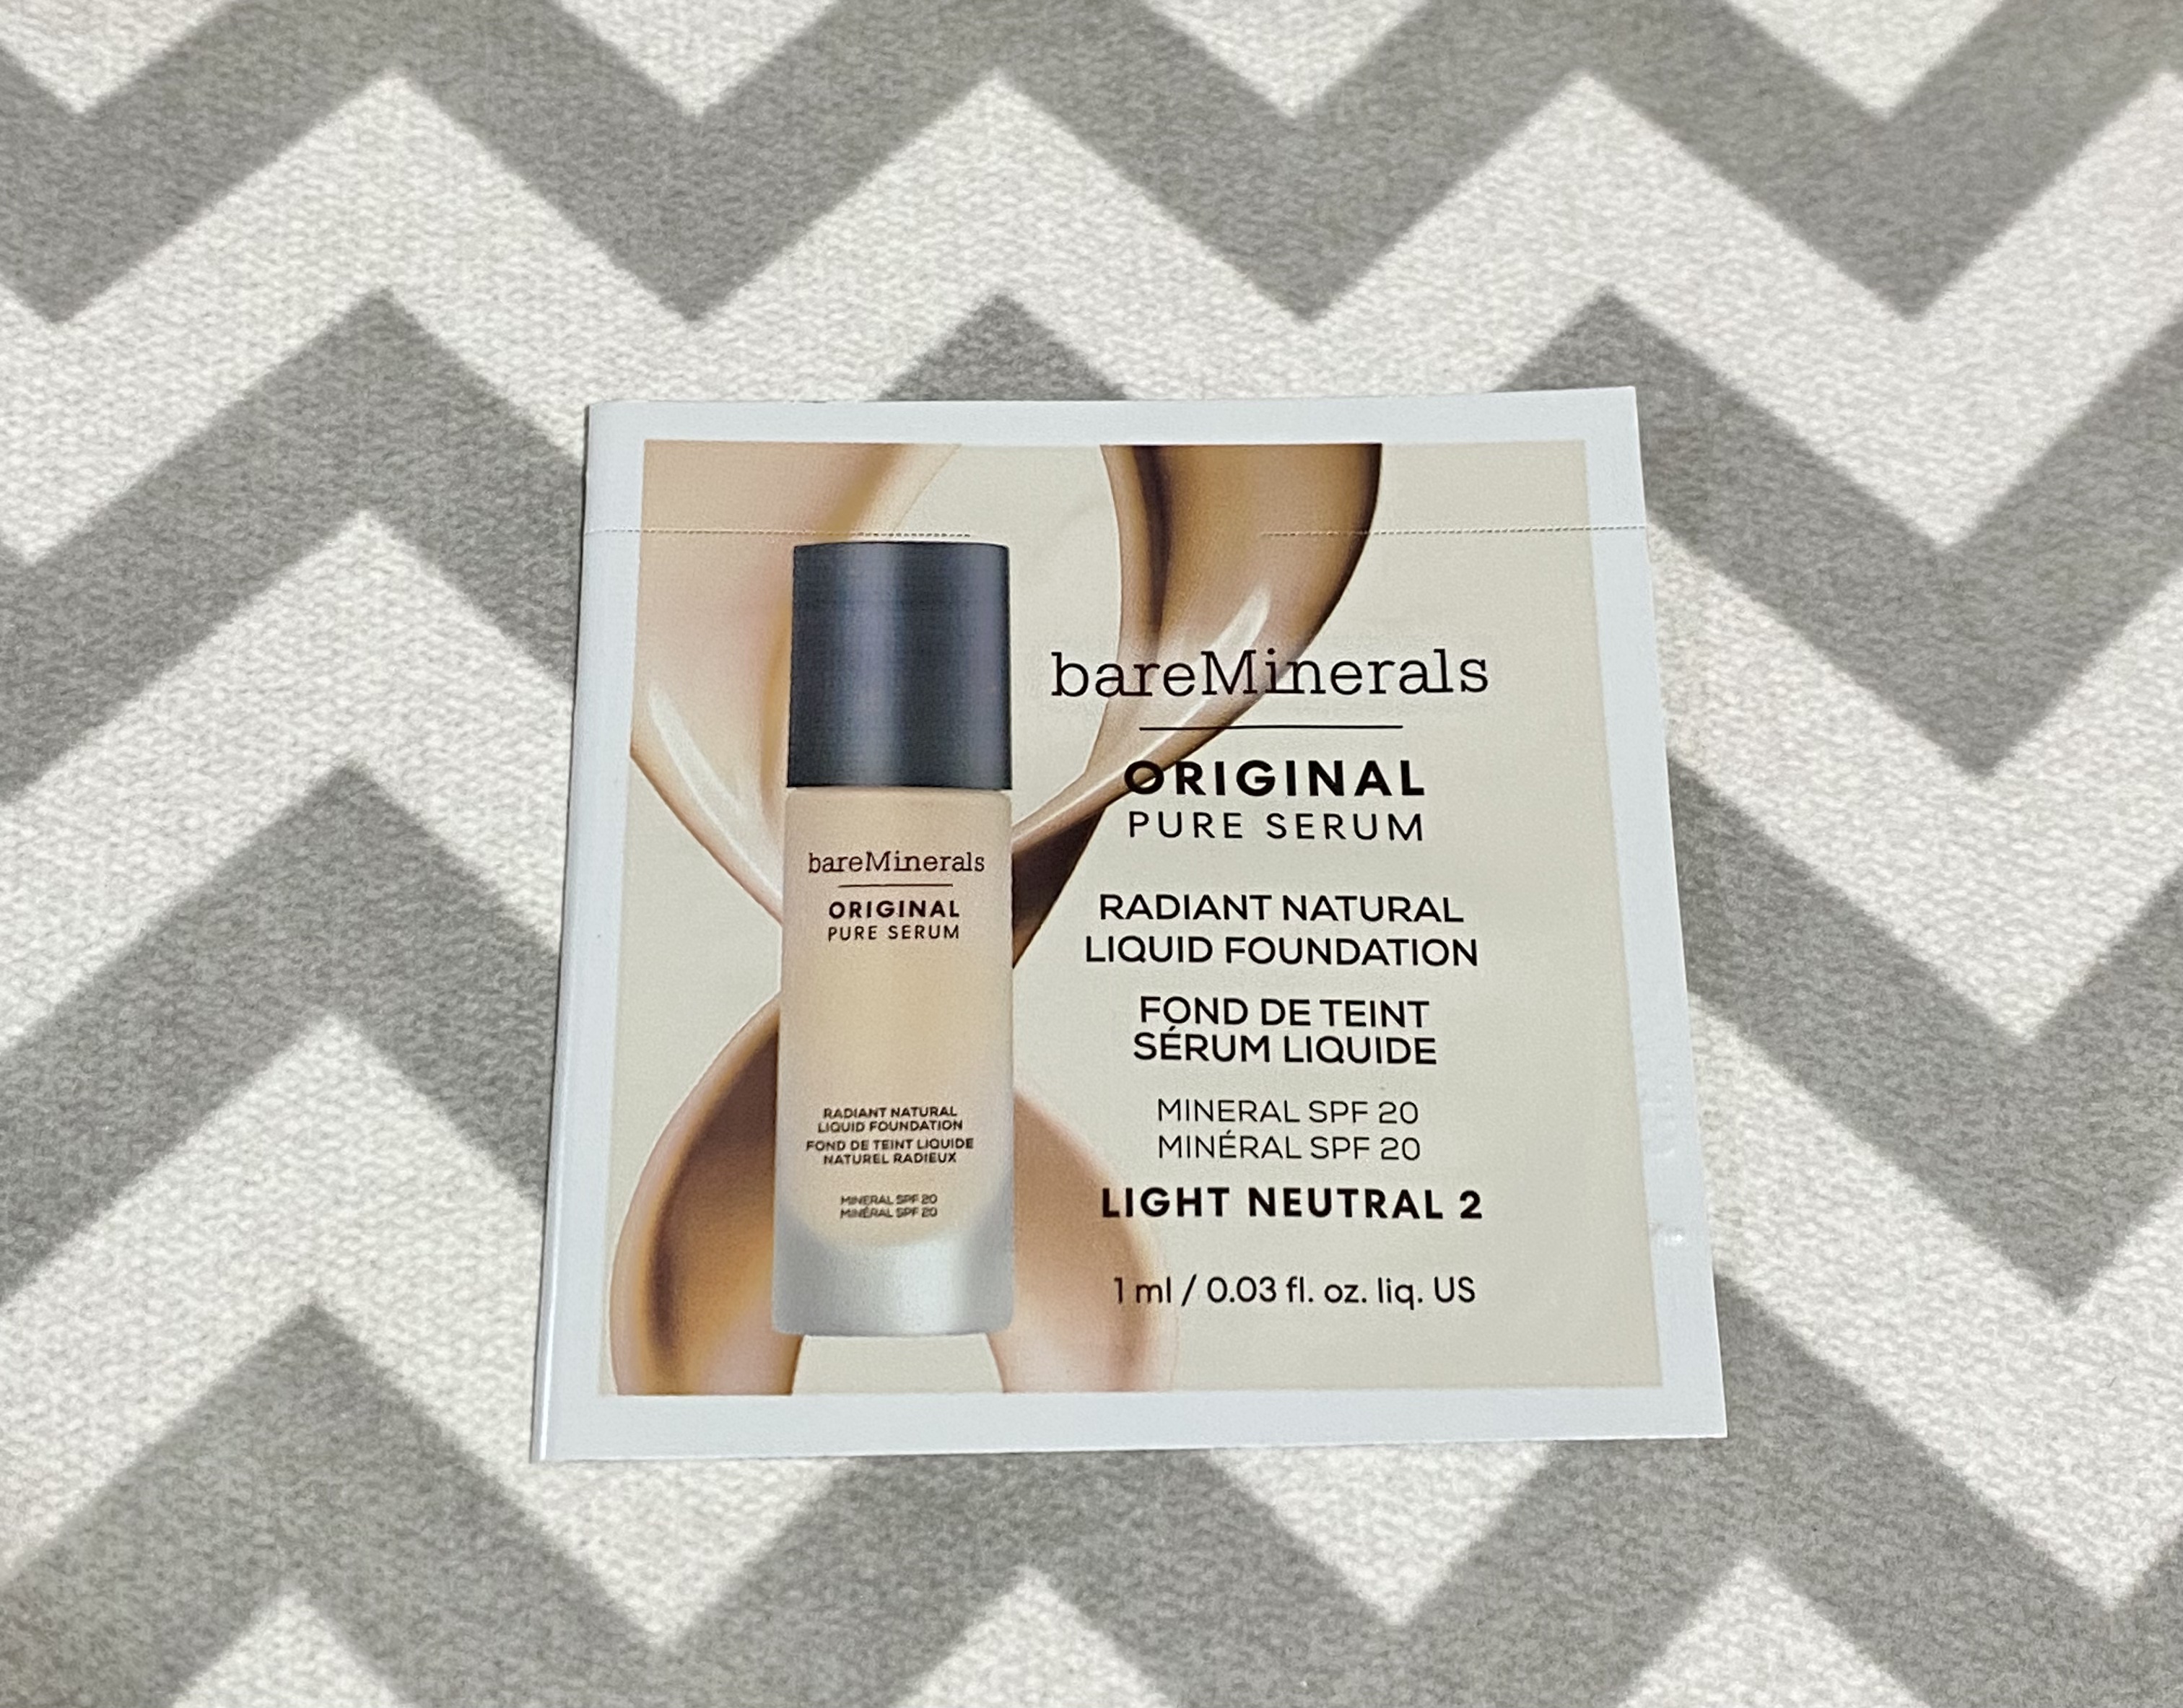 bareMinerals
ORIGINAL
PURE SERUM
RADIANT NATURAL
LIQUID FOUNDATION
FOND DE TEINT
SÉRUM LIQUIDE
MINERAL SPF 20
MINÉRAL SPF 20
LIGHT NEUTRAL 2
1 ml / 0.03 fl. oz. liq. US
bareMinerals
ORIGINAL
PURE SERUM
RADIANT NATURAL
LIQUID FOUNDATION
FOND DE TEINT LIQUIDE
NATUREL RADIEUX
MINERAL SPF 20
MINÉRAL SPF 20